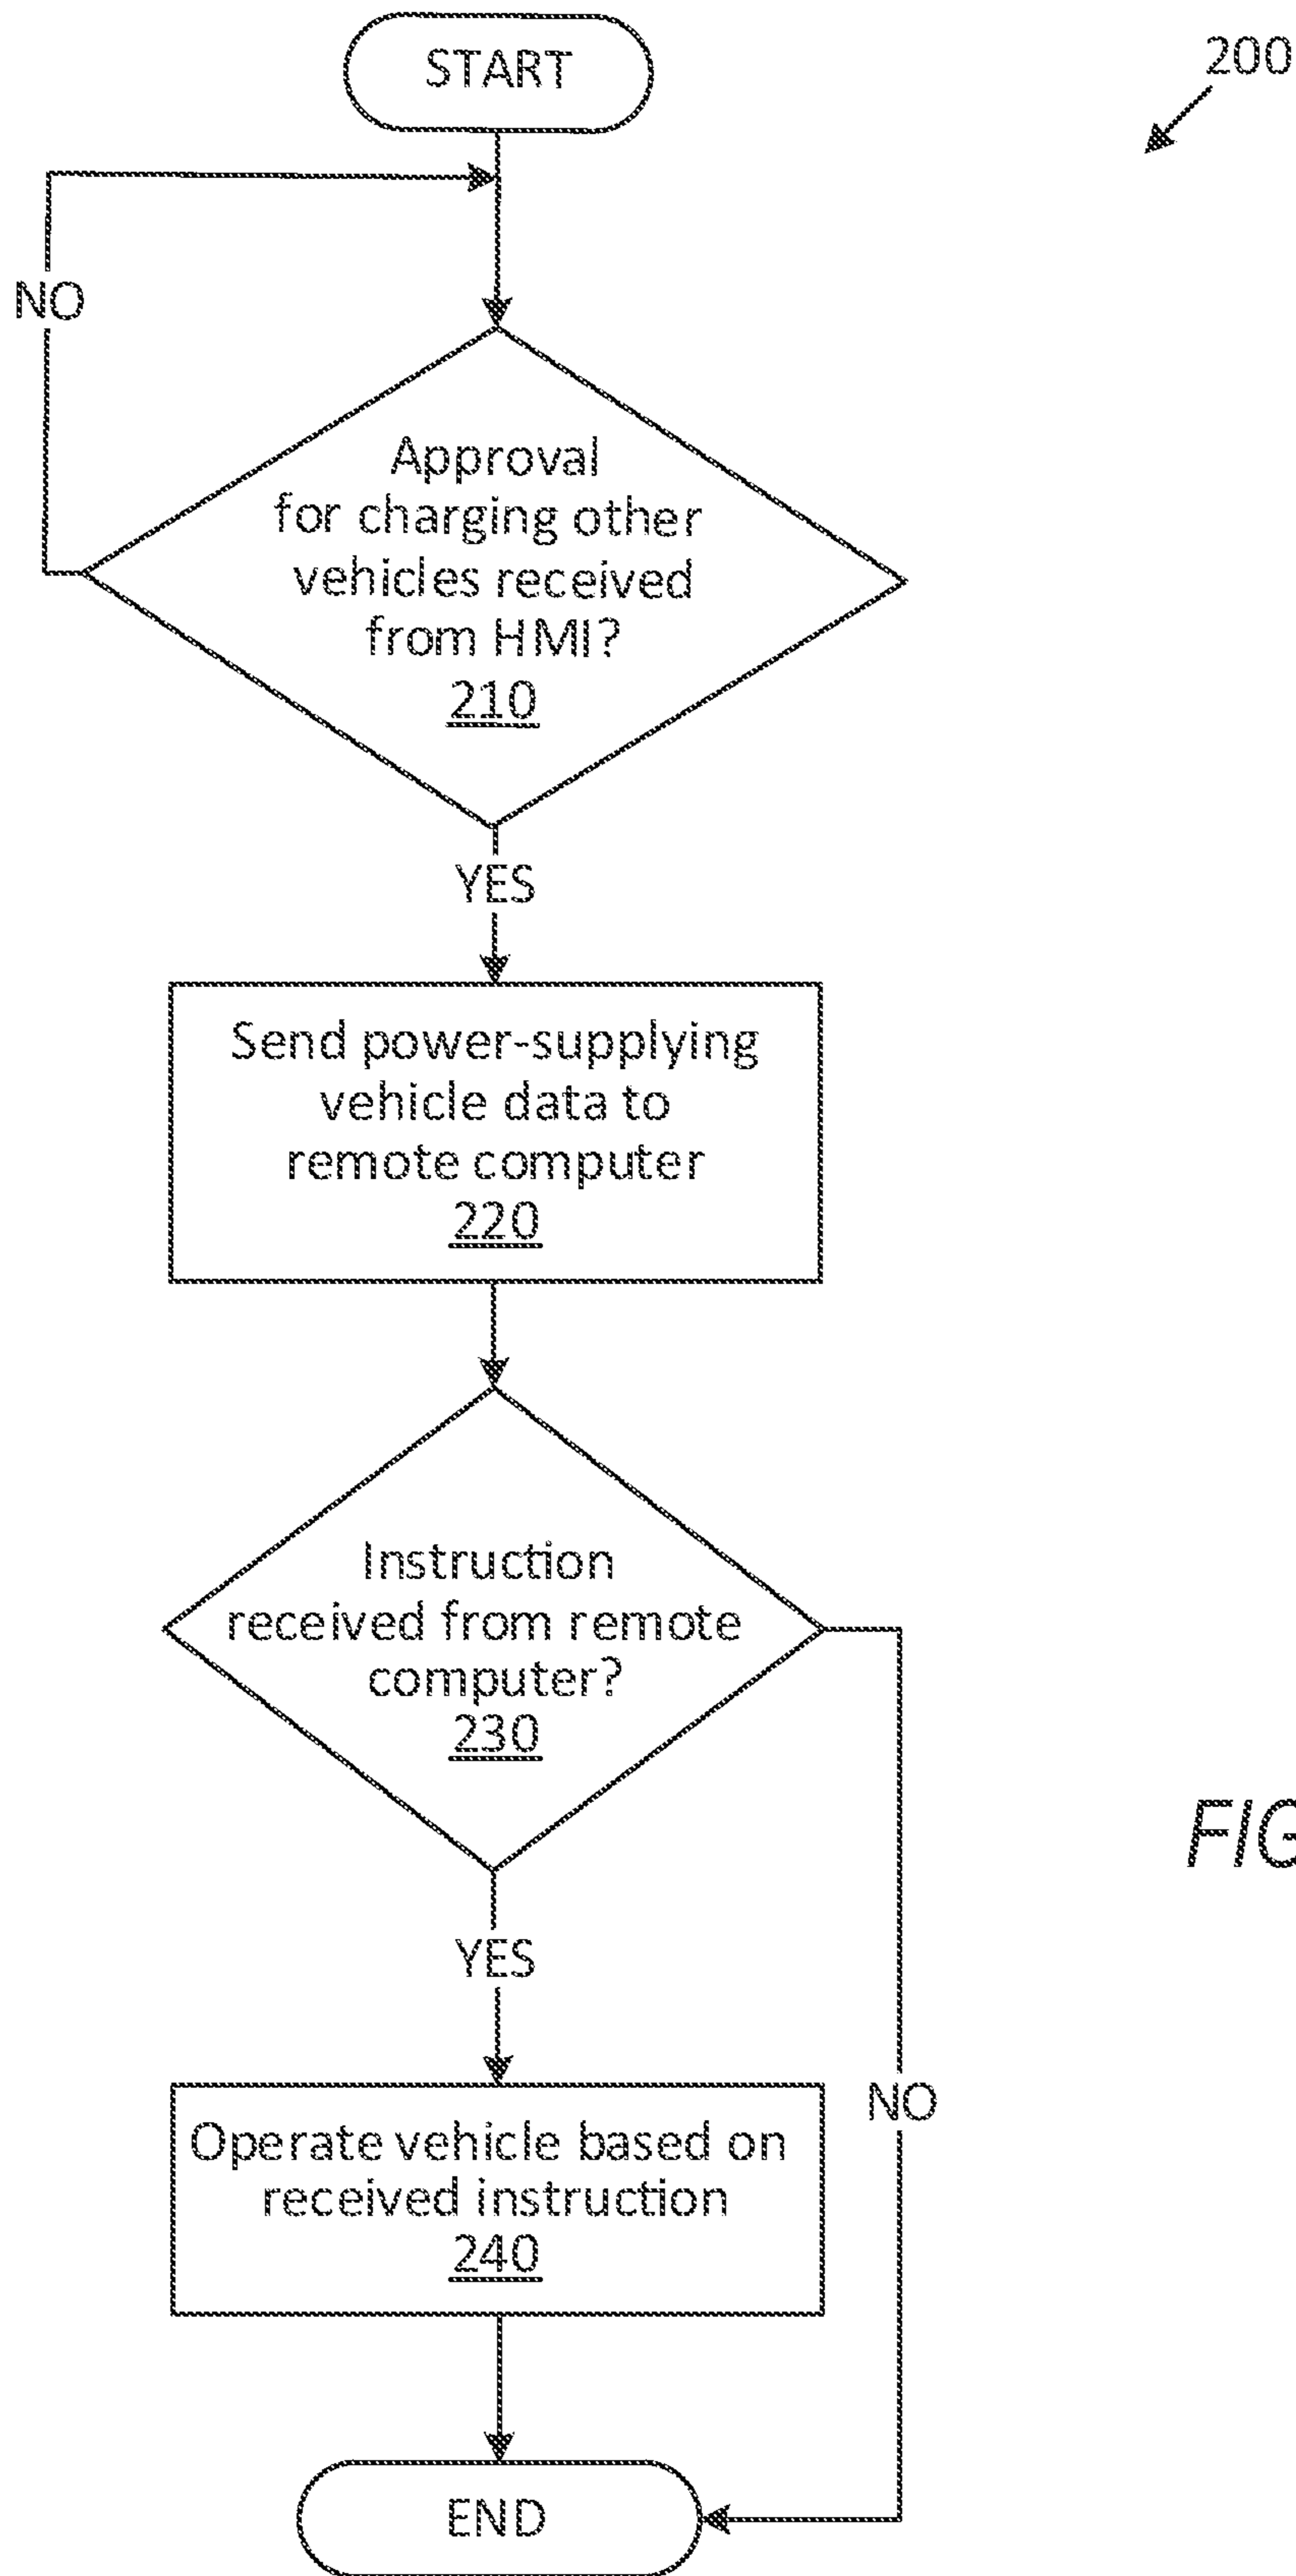 START
200
NO
Approval
for charging other
vehicles received
from HMI?
210
YES
Send power-supplying
vehicle data to
remote computer
220
Instruction
received from remote
computer?
230
FIG
YES
NO
Operate vehicle based on
received instruction
240
END